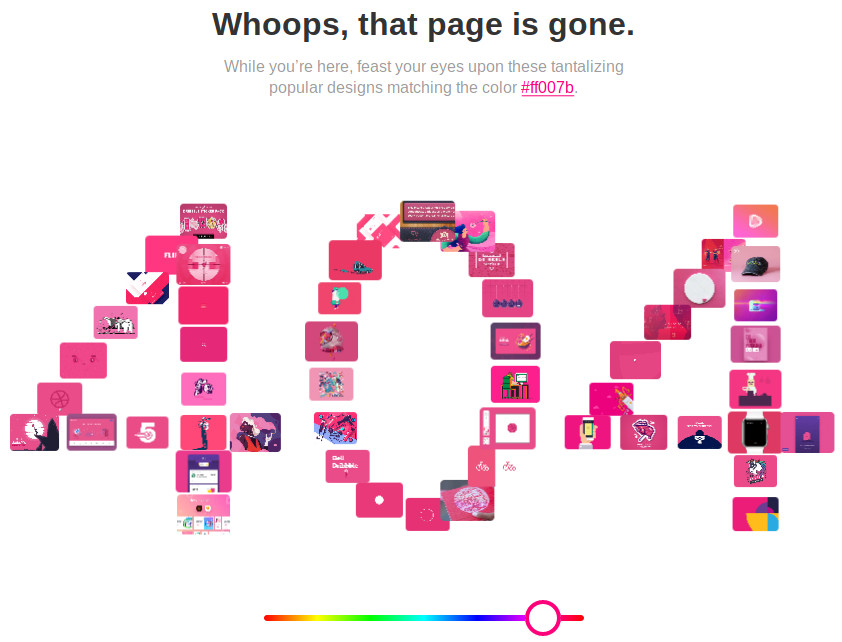 Whoops, that page is gone.
While you’re here, feast your eyes upon these tantalizing
popular designs matching the color #ff007b.
5